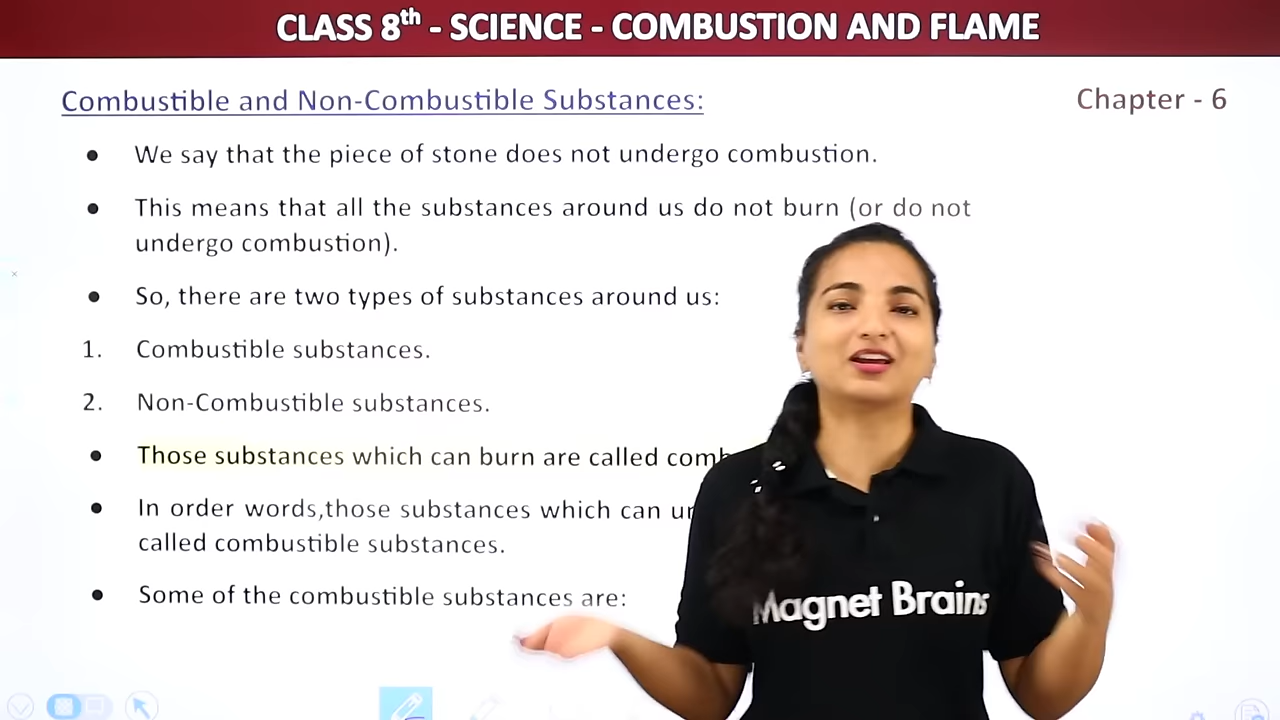 CLASS 8th - SCIENCE - COMBUSTION AND FLAME
Combustible and Non-Combustible Substances:
Chapter - 6
• We say that the piece of stone does not undergo combustion.
• This means that all the substances around us do not burn (or do not
undergo combustion).
• So, there are two types of substances around us:
1. Combustible substances.
2. Non-Combustible substances.
• Those substances which can burn are called
• In order words,those substances which can
called combustible substances.
• Some of the combustible substances are:
Magnet Brains